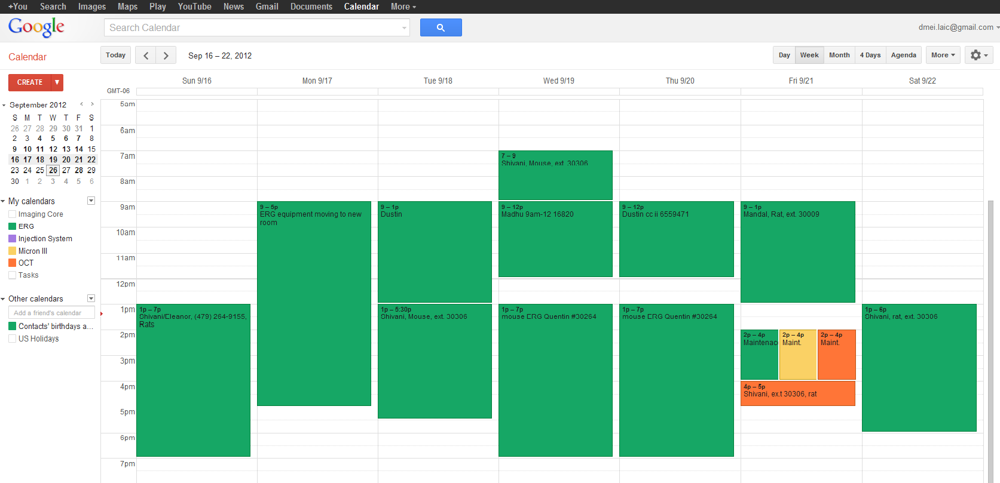 +You Search Images Maps Play YouTube News Gmail Documents Calendar More
Google
Search Calendar
dmei.laic@gmail.com
Calendar
Today
Sep 16 – 22, 2012
Day Week Month 4 Days Agenda More
CREATE
September 2012
S M T W T F S
26 27 28 29 30 31 1
2 3 4 5 6 7 8
9 10 11 12 13 14 15
16 17 18 19 20 21 22
23 24 25 26 27 28 29
30 1 2 3 4 5 6
My calendars
Imaging Core
ERG
Injection System
Micron III
OCT
Tasks
Other calendars
Add a friend's calendar
Contacts' birthdays a...
US Holidays
Sun 9/16 Mon 9/17 Tue 9/18 Wed 9/19 Thu 9/20 Fri 9/21 Sat 9/22
GMT-06
5am
6am
7am
8am
9am
10am
11am
12pm
1pm
2pm
3pm
4pm
5pm
6pm
7pm
1p – 7p
Shivani/Eleanor, (479) 264-9155,
Rats
9 – 5p
ERG equipment moving to new
room
9 – 1p
Dustin
1p – 5:30p
Shivani, Mouse, ext. 30306
7 – 9
Shivani, Mouse, ext. 30306
9 – 12p
Madhu 9am-12 16820
1p – 7p
mouse ERG Quentin #30264
9 – 12p
Dustin cc ii 6559471
1p – 7p
mouse ERG Quentin #30264
9 – 1p
Mandal, Rat, ext. 30009
2p – 4p
Maintenac
2p – 4p
Maint.
2p – 4p
Maint.
4p – 5p
Shivani, ex.t 30306, rat
1p – 6p
Shivani, rat, ext. 30306